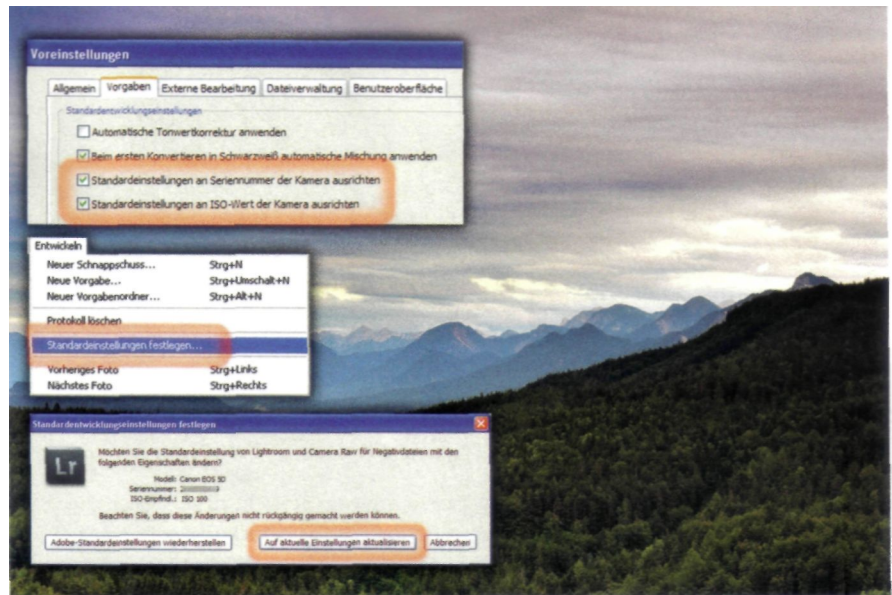 Voreinstellungen
Allgemein Vorgaben Externe Bearbeitung Dateiverwaltung Benutzeroberfläche
Standardentwicklungseinstellungen
Automatische Tonwertkorrektur anwenden
Beim ersten Konvertieren in Schwarzweiß automatische Mischung anwenden
Standardeinstellungen an Seriennummer der Kamera ausrichten
Standardeinstellungen an ISO-Wert der Kamera ausrichten
Entwickeln
Neuer Schnappschuss... Strg+N
Neue Vorgabe... Strg+Umschalt+N
Neuer Vorgabenordner... Strg+Alt+N
Protokoll löschen
Standardeinstellungen festlegen...
Vorheriges Foto Strg+Links
Nächstes Foto Strg+Rechts
Standardentwicklungseinstellungen festlegen
Lr
Möchten Sie die Standardeinstellung von Lightroom und Camera Raw für Negativdateien mit den
folgenden Eigenschaften ändern?
Modell: Canon EOS 5D
Seriennummer:
ISO-Empfindl.: ISO 100
Beachten Sie, dass diese Änderungen nicht rückgängig gemacht werden können.
Adobe-Standardeinstellungen wiederherstellen Auf aktuelle Einstellungen aktualisieren Abbrechen